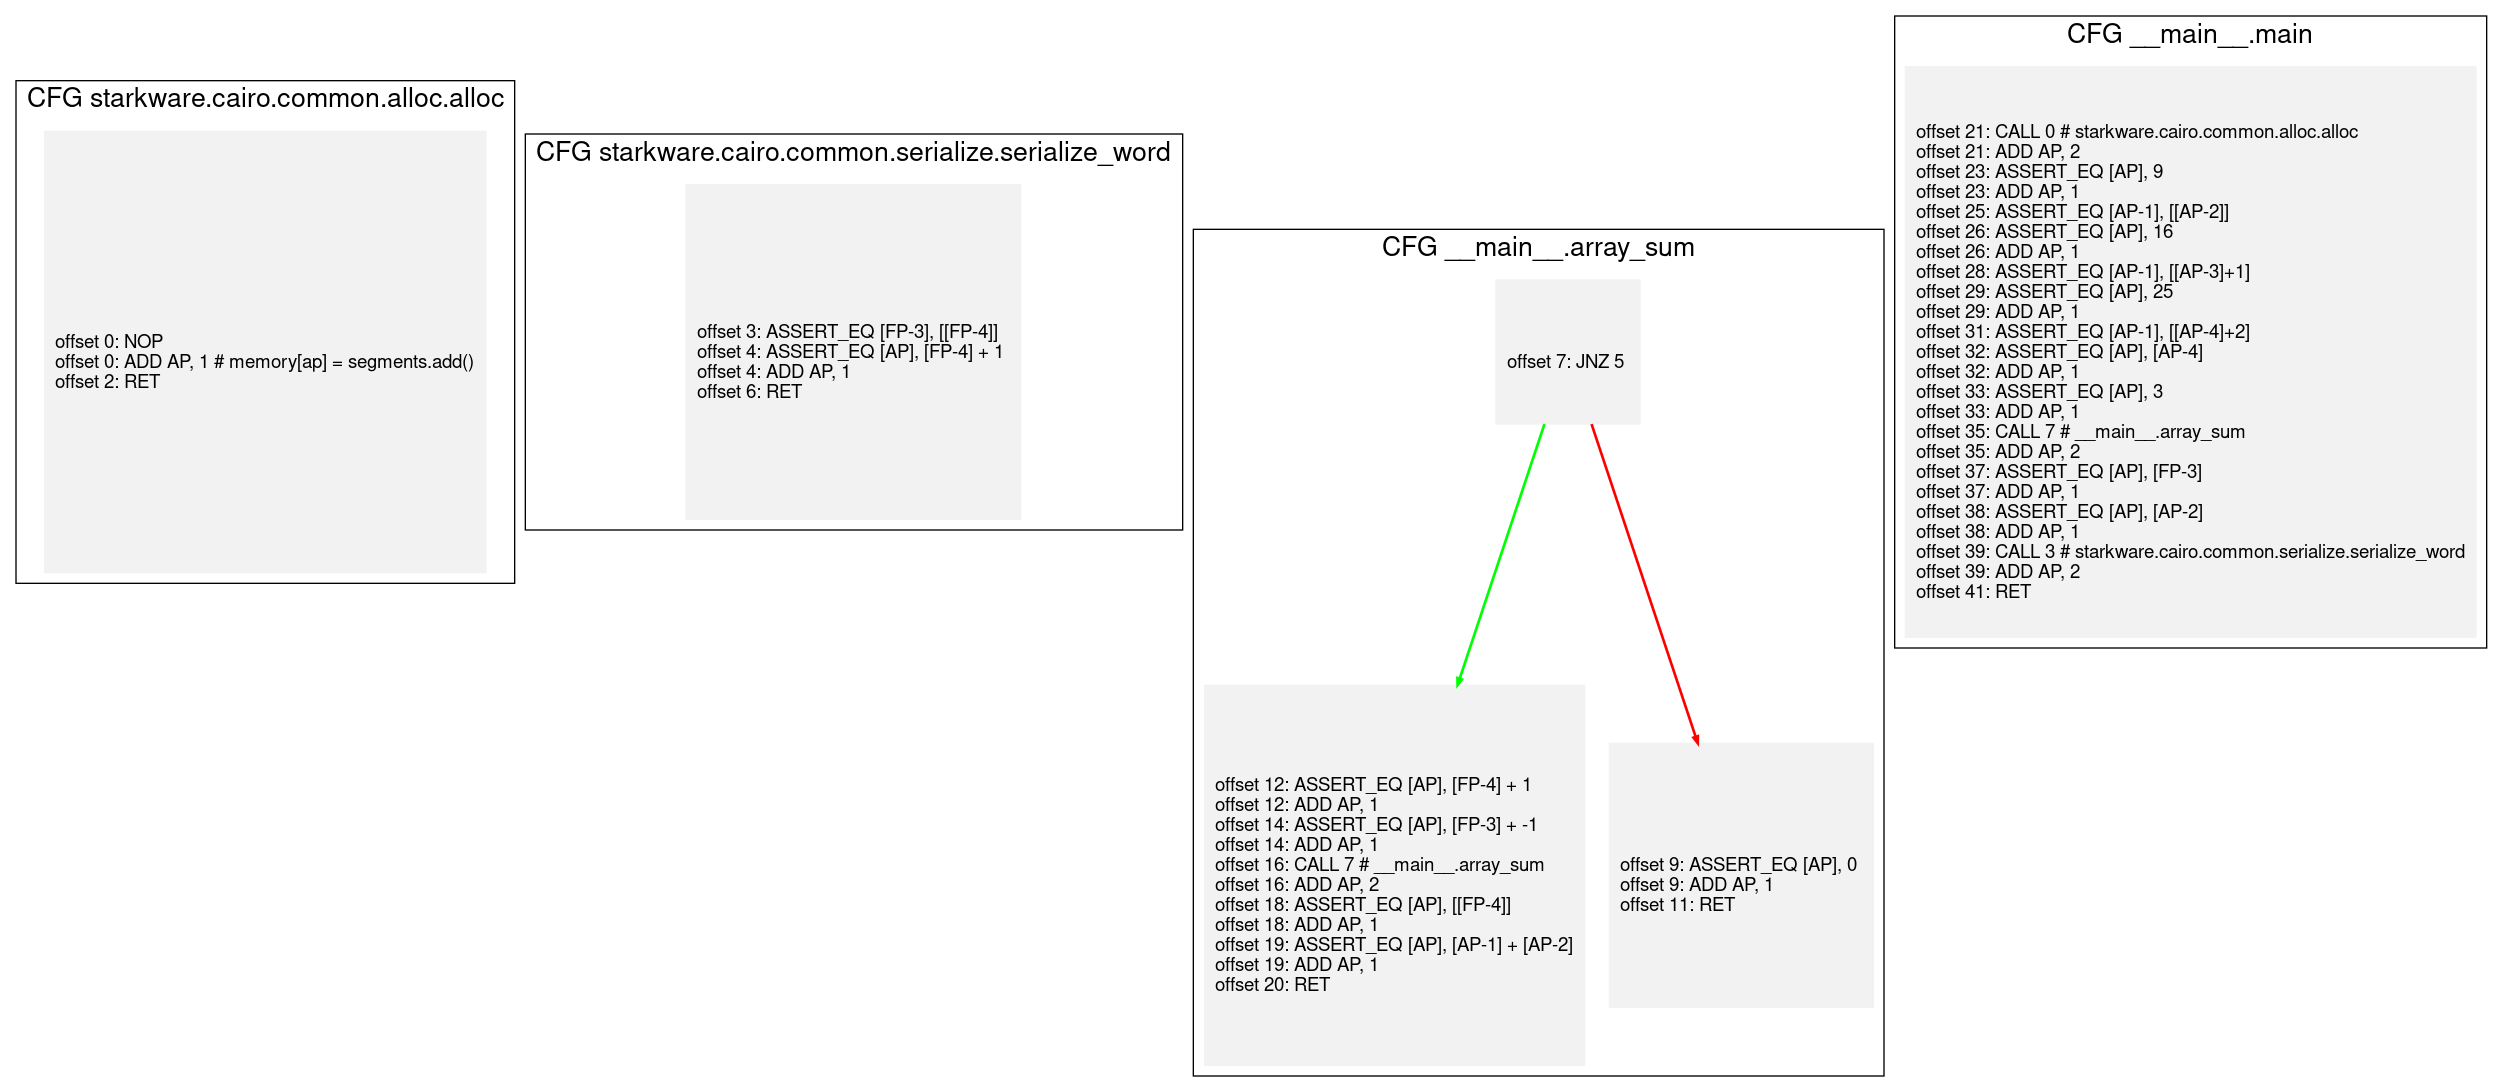 CFG starkware.cairo.common.alloc.alloc
offset 0: NOP
offset 0: ADD AP, 1 # memory[ap] = segments.add()
offset 2: RET
CFG starkware.cairo.common.serialize.serialize_word
offset 3: ASSERT_EQ [FP-3], [[FP-4]]
offset 4: ASSERT_EQ [AP], [FP-4] + 1
offset 4: ADD AP, 1
offset 6: RET
CFG __main__.array_sum
offset 7: JNZ 5
offset 12: ASSERT_EQ [AP], [FP-4] + 1
offset 12: ADD AP, 1
offset 14: ASSERT_EQ [AP], [FP-3] + -1
offset 14: ADD AP, 1
offset 16: CALL 7 # __main__.array_sum
offset 16: ADD AP, 2
offset 18: ASSERT_EQ [AP], [[FP-4]]
offset 18: ADD AP, 1
offset 19: ASSERT_EQ [AP], [AP-1] + [AP-2]
offset 19: ADD AP, 1
offset 20: RET
offset 9: ASSERT_EQ [AP], 0
offset 9: ADD AP, 1
offset 11: RET
CFG __main__.main
offset 21: CALL 0 # starkware.cairo.common.alloc.alloc
offset 21: ADD AP, 2
offset 23: ASSERT_EQ [AP], 9
offset 23: ADD AP, 1
offset 25: ASSERT_EQ [AP-1], [[AP-2]]
offset 26: ASSERT_EQ [AP], 16
offset 26: ADD AP, 1
offset 28: ASSERT_EQ [AP-1], [[AP-3]+1]
offset 29: ASSERT_EQ [AP], 25
offset 29: ADD AP, 1
offset 31: ASSERT_EQ [AP-1], [[AP-4]+2]
offset 32: ASSERT_EQ [AP], [AP-4]
offset 32: ADD AP, 1
offset 33: ASSERT_EQ [AP], 3
offset 33: ADD AP, 1
offset 35: CALL 7 # __main__.array_sum
offset 35: ADD AP, 2
offset 37: ASSERT_EQ [AP], [FP-3]
offset 37: ADD AP, 1
offset 38: ASSERT_EQ [AP], [AP-2]
offset 38: ADD AP, 1
offset 39: CALL 3 # starkware.cairo.common.serialize.serialize_word
offset 39: ADD AP, 2
offset 41: RET